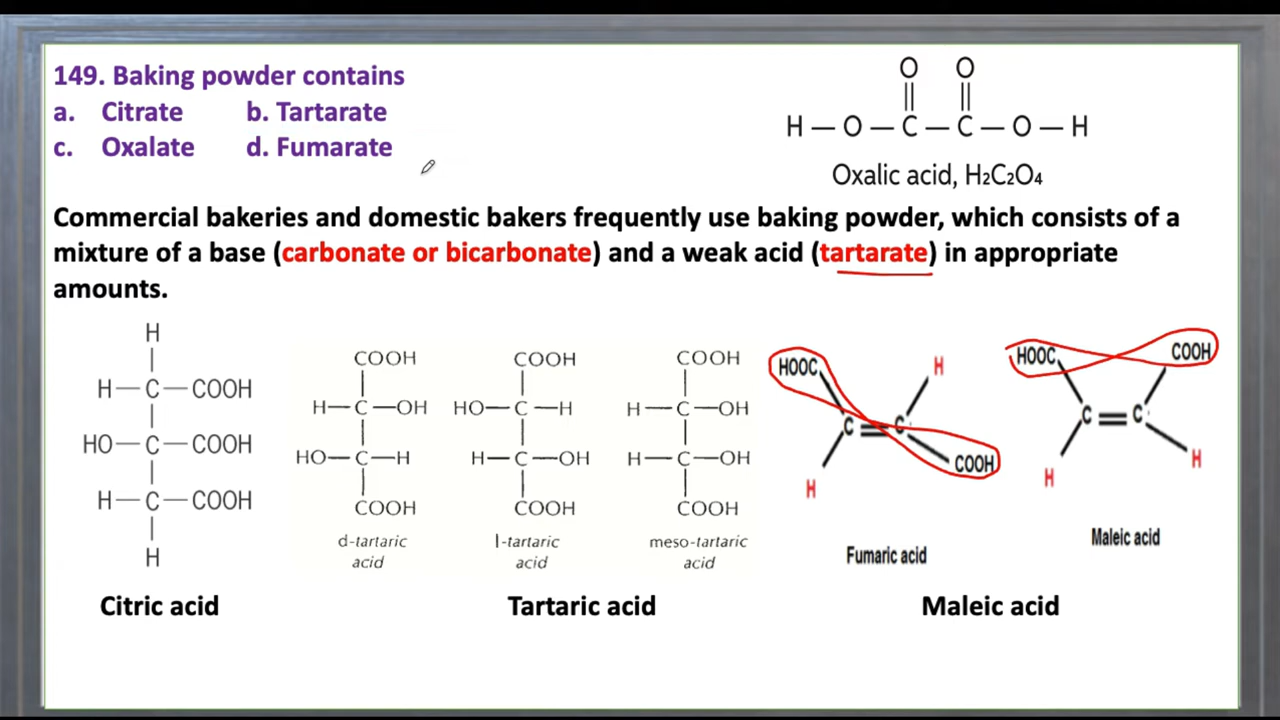 149. Baking powder contains
a. Citrate b. Tartarate
c. Oxalate d. Fumarate
O O
|| ||
H — O — C — C — O — H
Oxalic acid, H₂C₂O₄
Commercial bakeries and domestic bakers frequently use baking powder, which consists of a
mixture of a base (carbonate or bicarbonate) and a weak acid (tartarate) in appropriate
amounts.
H
H—C—COOH
HO—C—COOH
H—C—COOH
H
Citric acid
COOH
H—C—OH
HO—C—H
COOH
d-tartaric
acid
COOH
HO—C—H
H—C—OH
COOH
l-tartaric
acid
COOH
H—C—OH
H—C—OH
COOH
meso-tartaric
acid
Tartaric acid
HOOC H
C=C
H COOH
Fumaric acid
HOOC COOH
C=C
H H
Maleic acid
Maleic acid